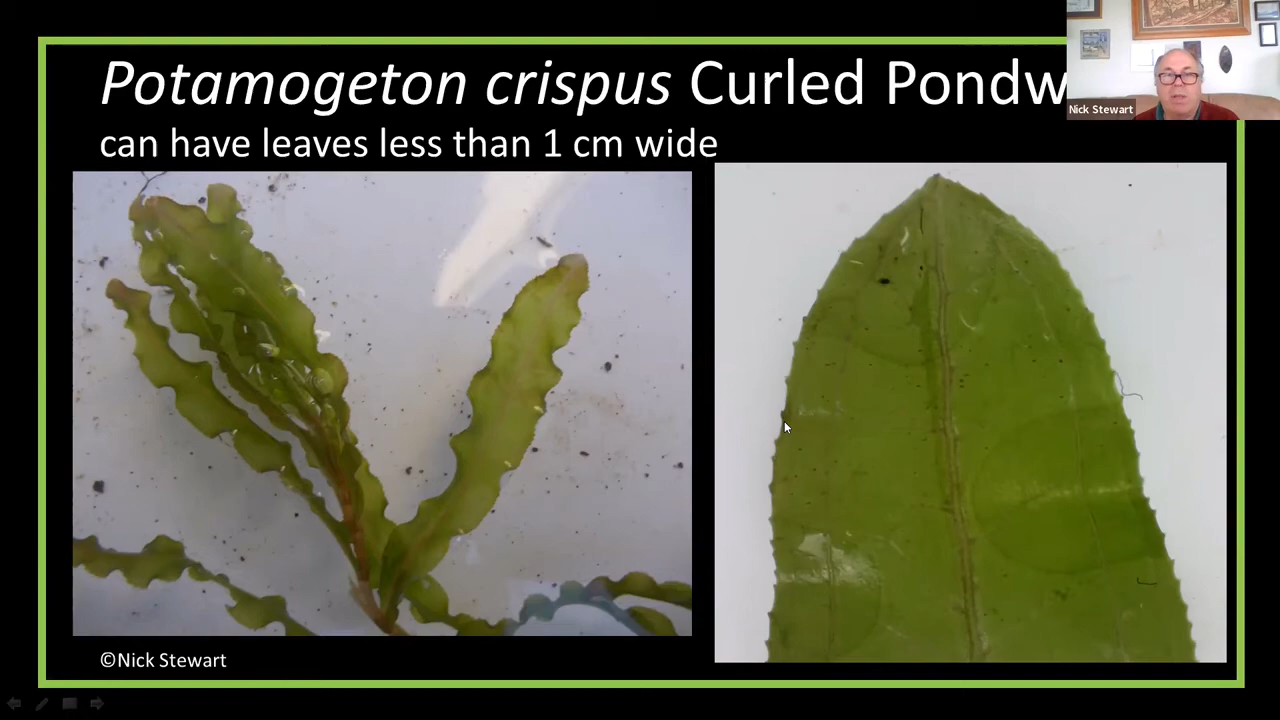 Potamogeton crispus Curled Pondw
can have leaves less than 1 cm wide
Nick Stewart
©Nick Stewart